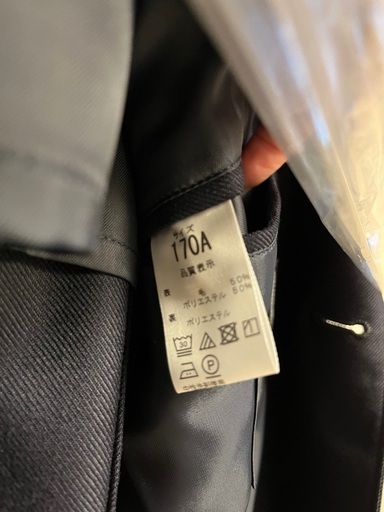 サイズ
170A
品質表示
表 毛 50%
ポリエステル 50%
裏 ポリエステル
30
P